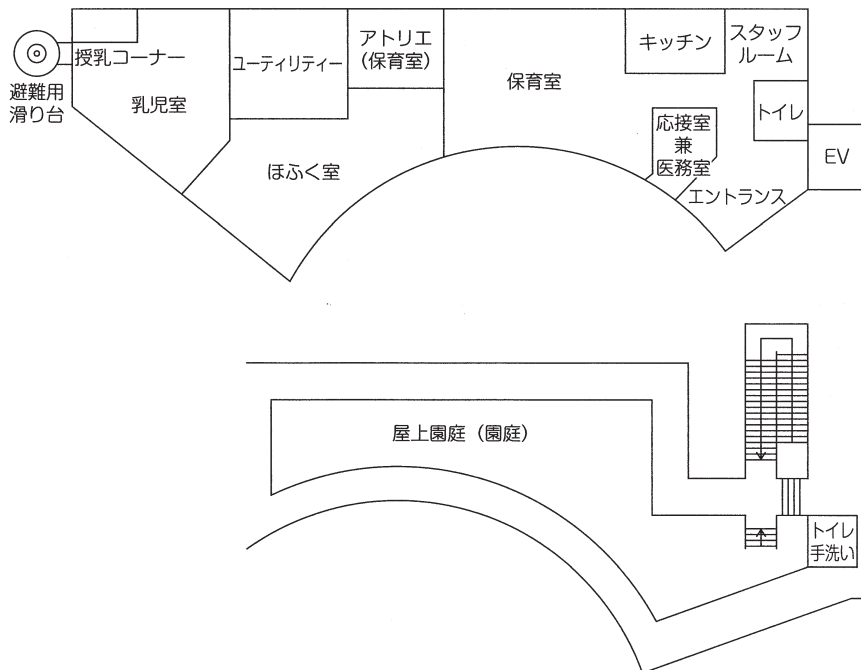 授乳コーナー
避難用
滑り台
乳児室
ユーティリティー
アトリエ
(保育室)
ほふく室
保育室
キッチン
スタッフ
ルーム
トイレ
応接室
兼
医務室
エントランス
EV
屋上園庭（園庭）
トイレ
手洗い